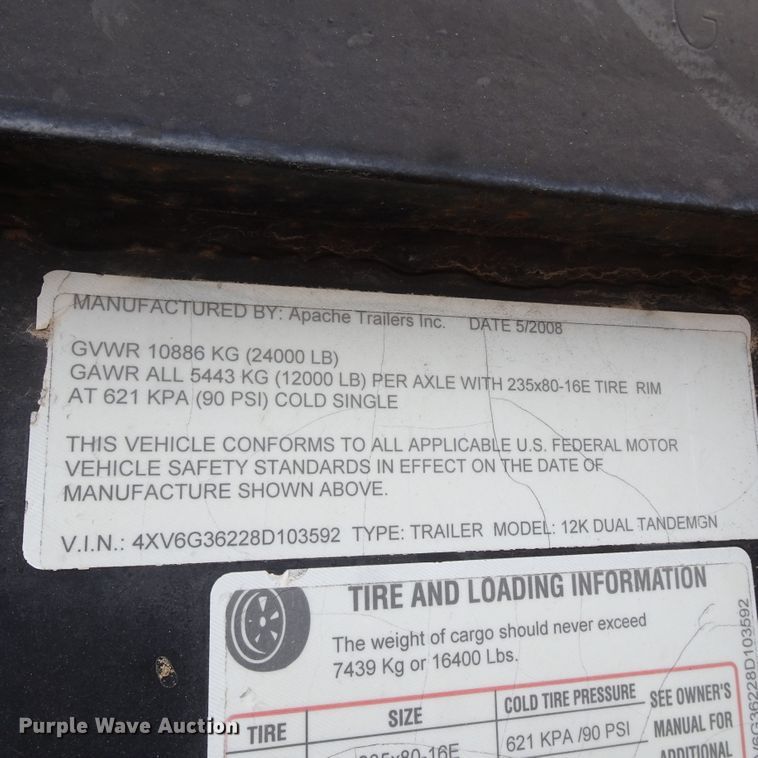 MANUFACTURED BY: Apache Trailers Inc. DATE 5/2008
GVWR 10886 KG (24000 LB)
GAWR ALL 5443 KG (12000 LB) PER AXLE WITH 235x80-16E TIRE RIM
AT 621 KPA (90 PSI) COLD SINGLE
THIS VEHICLE CONFORMS TO ALL APPLICABLE U.S. FEDERAL MOTOR
VEHICLE SAFETY STANDARDS IN EFFECT ON THE DATE OF
MANUFACTURE SHOWN ABOVE.
V.I.N.: 4XV6G36228D103592 TYPE: TRAILER MODEL: 12K DUAL TANDEMGN
TIRE AND LOADING INFORMATION
The weight of cargo should never exceed
7439 Kg or 16400 Lbs.
TIRE SIZE COLD TIRE PRESSURE SEE OWNER'S
MANUAL FOR
ADDITIONAL
235x80-16E 621 KPA /90 PSI
V6G36228D103592
Purple Wave Auction